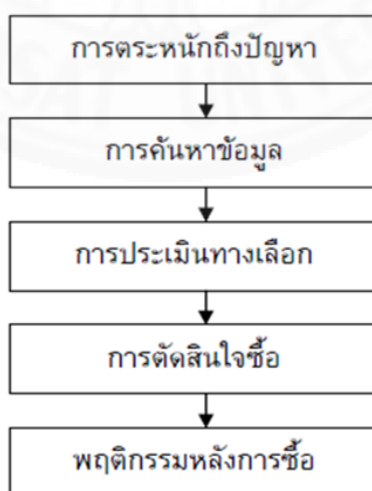 การตระหนักถึงปัญหา
การค้นหาข้อมูล
การประเมินทางเลือก
การตัดสินใจซื้อ
พฤติกรรมหลังการซื้อ